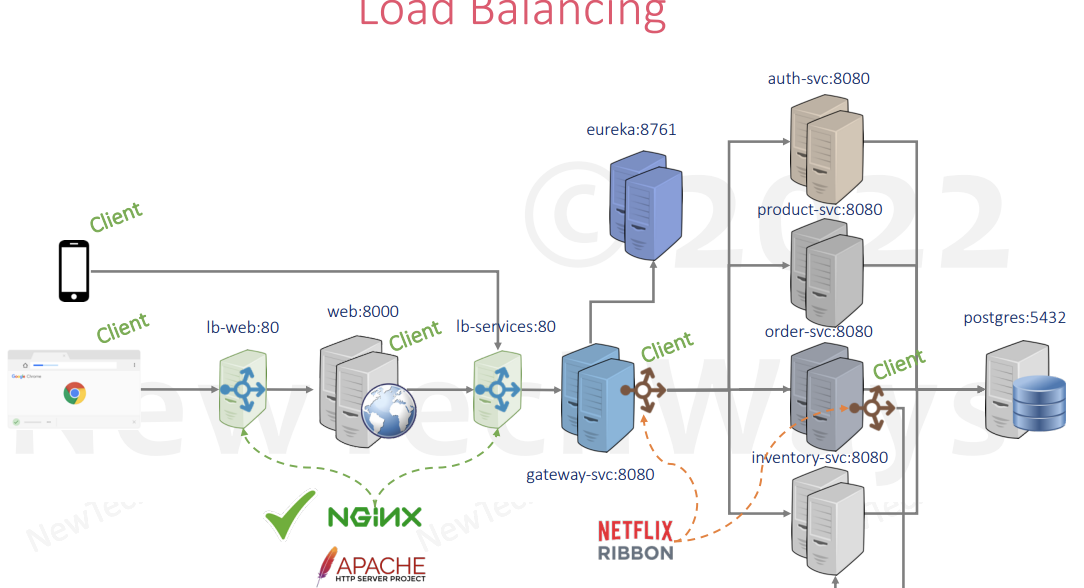 Load Balancing
auth-svc:8080
eureka:8761
©2022
product-svc:8080
Client
Client
web:8000
lb-web:80
Client
lb-services:80
Client
order-svc:8080
Client
postgres:5432
Google Chrome
NewTechWays
gateway-svc:8080
inventory-svc:8080
NGiNX
NETFLIX
RIBBON
APACHE
HTTP SERVER PROJECT